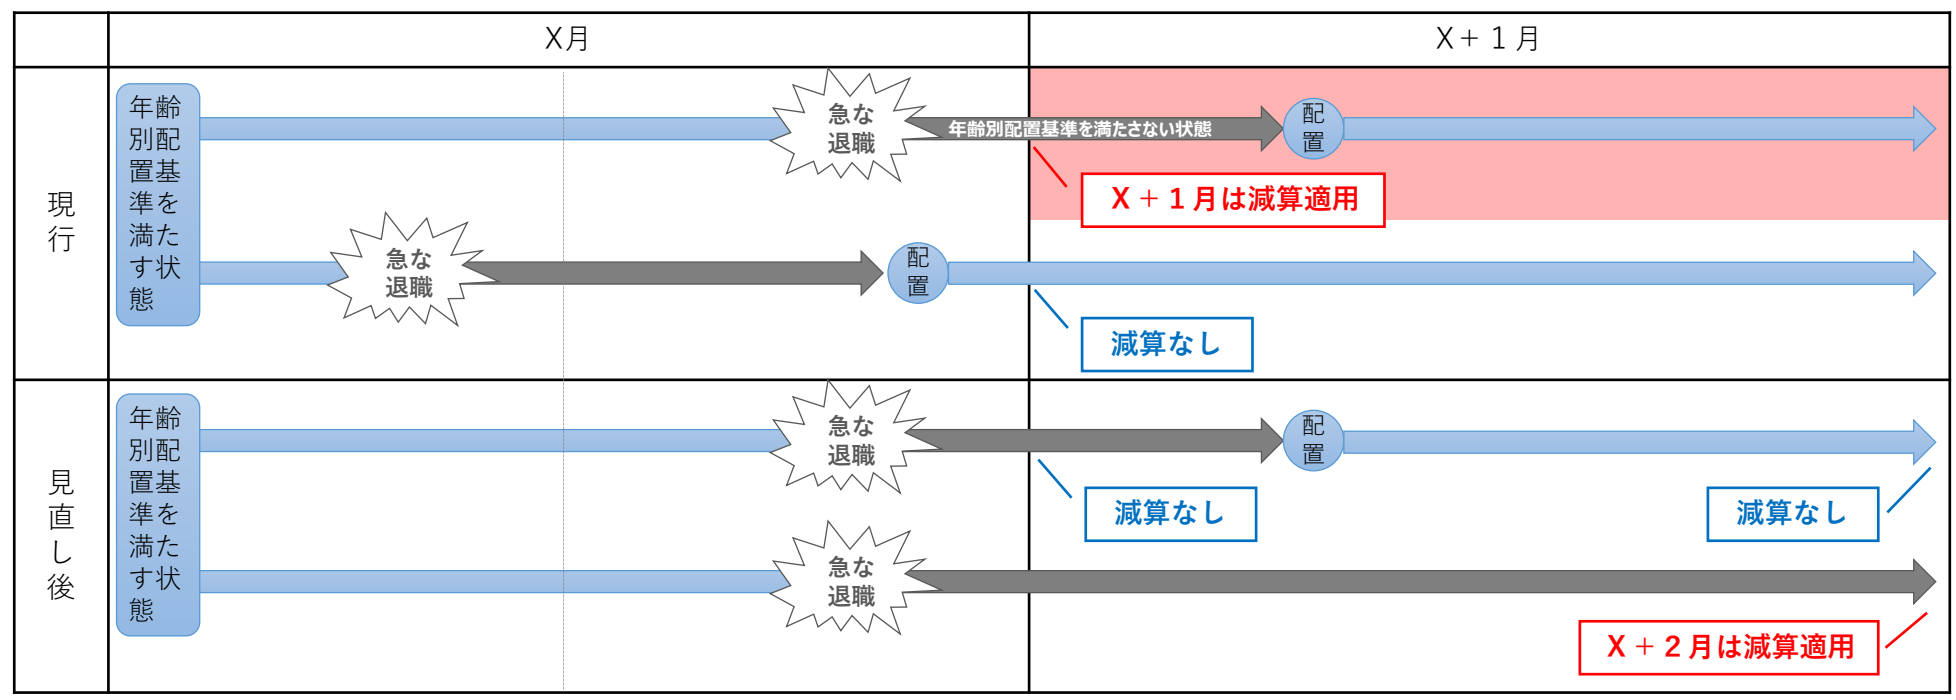 X月
X+１月
現行
年齢
別配
置基
準を
満た
す状
態
急な
退職
年齢別配置基準を満たさない状態
配
置
X＋１月は減算適用
急な
退職
配
置
減算なし
見直し後
年齢
別配
置基
準を
満た
す状
態
急な
退職
配
置
減算なし
減算なし
急な
退職
X＋２月は減算適用